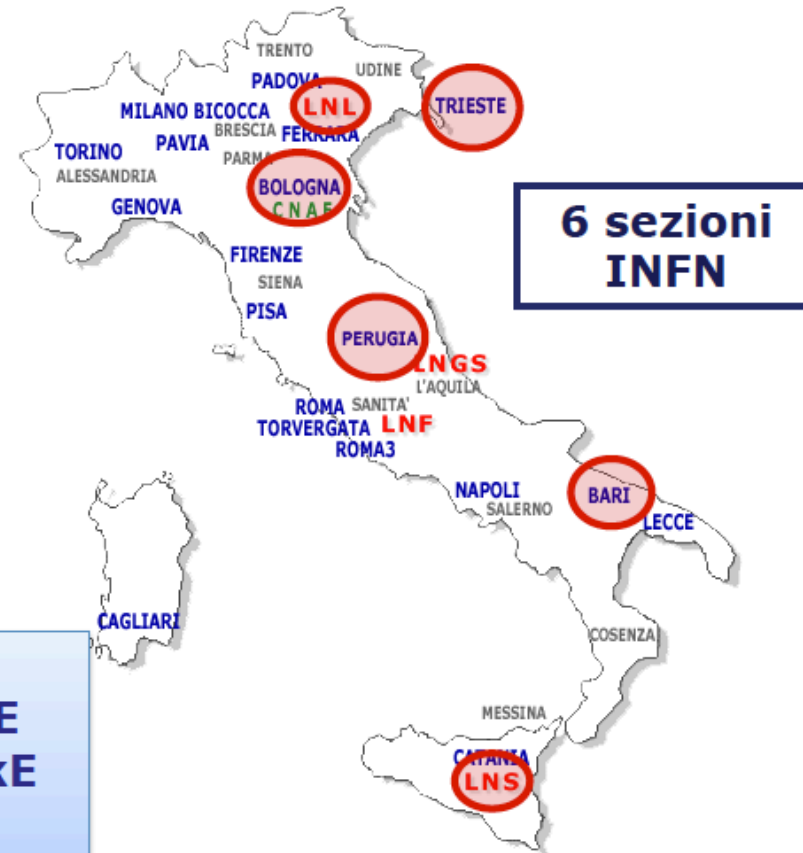 TRENTO
UDINE
PADOVA
LNL
TRIESTE
MILANO BICOCCA
BRESCIA
FERRARA
PAVIA
TORINO
PARMA
ALESSANDRIA
BOLOGNA
CNAF
GENOVA
6 sezioni
INFN
FIRENZE
SIENA
PISA
PERUGIA
LNGS
L'AQUILA
ROMA
SANITA'
TORVERGATA
LNF
ROMA3
NAPOLI
SALERNO
BARI
LECCE
CAGLIARI
COSENZA
E
kE
MESSINA
CATANIA
LNS